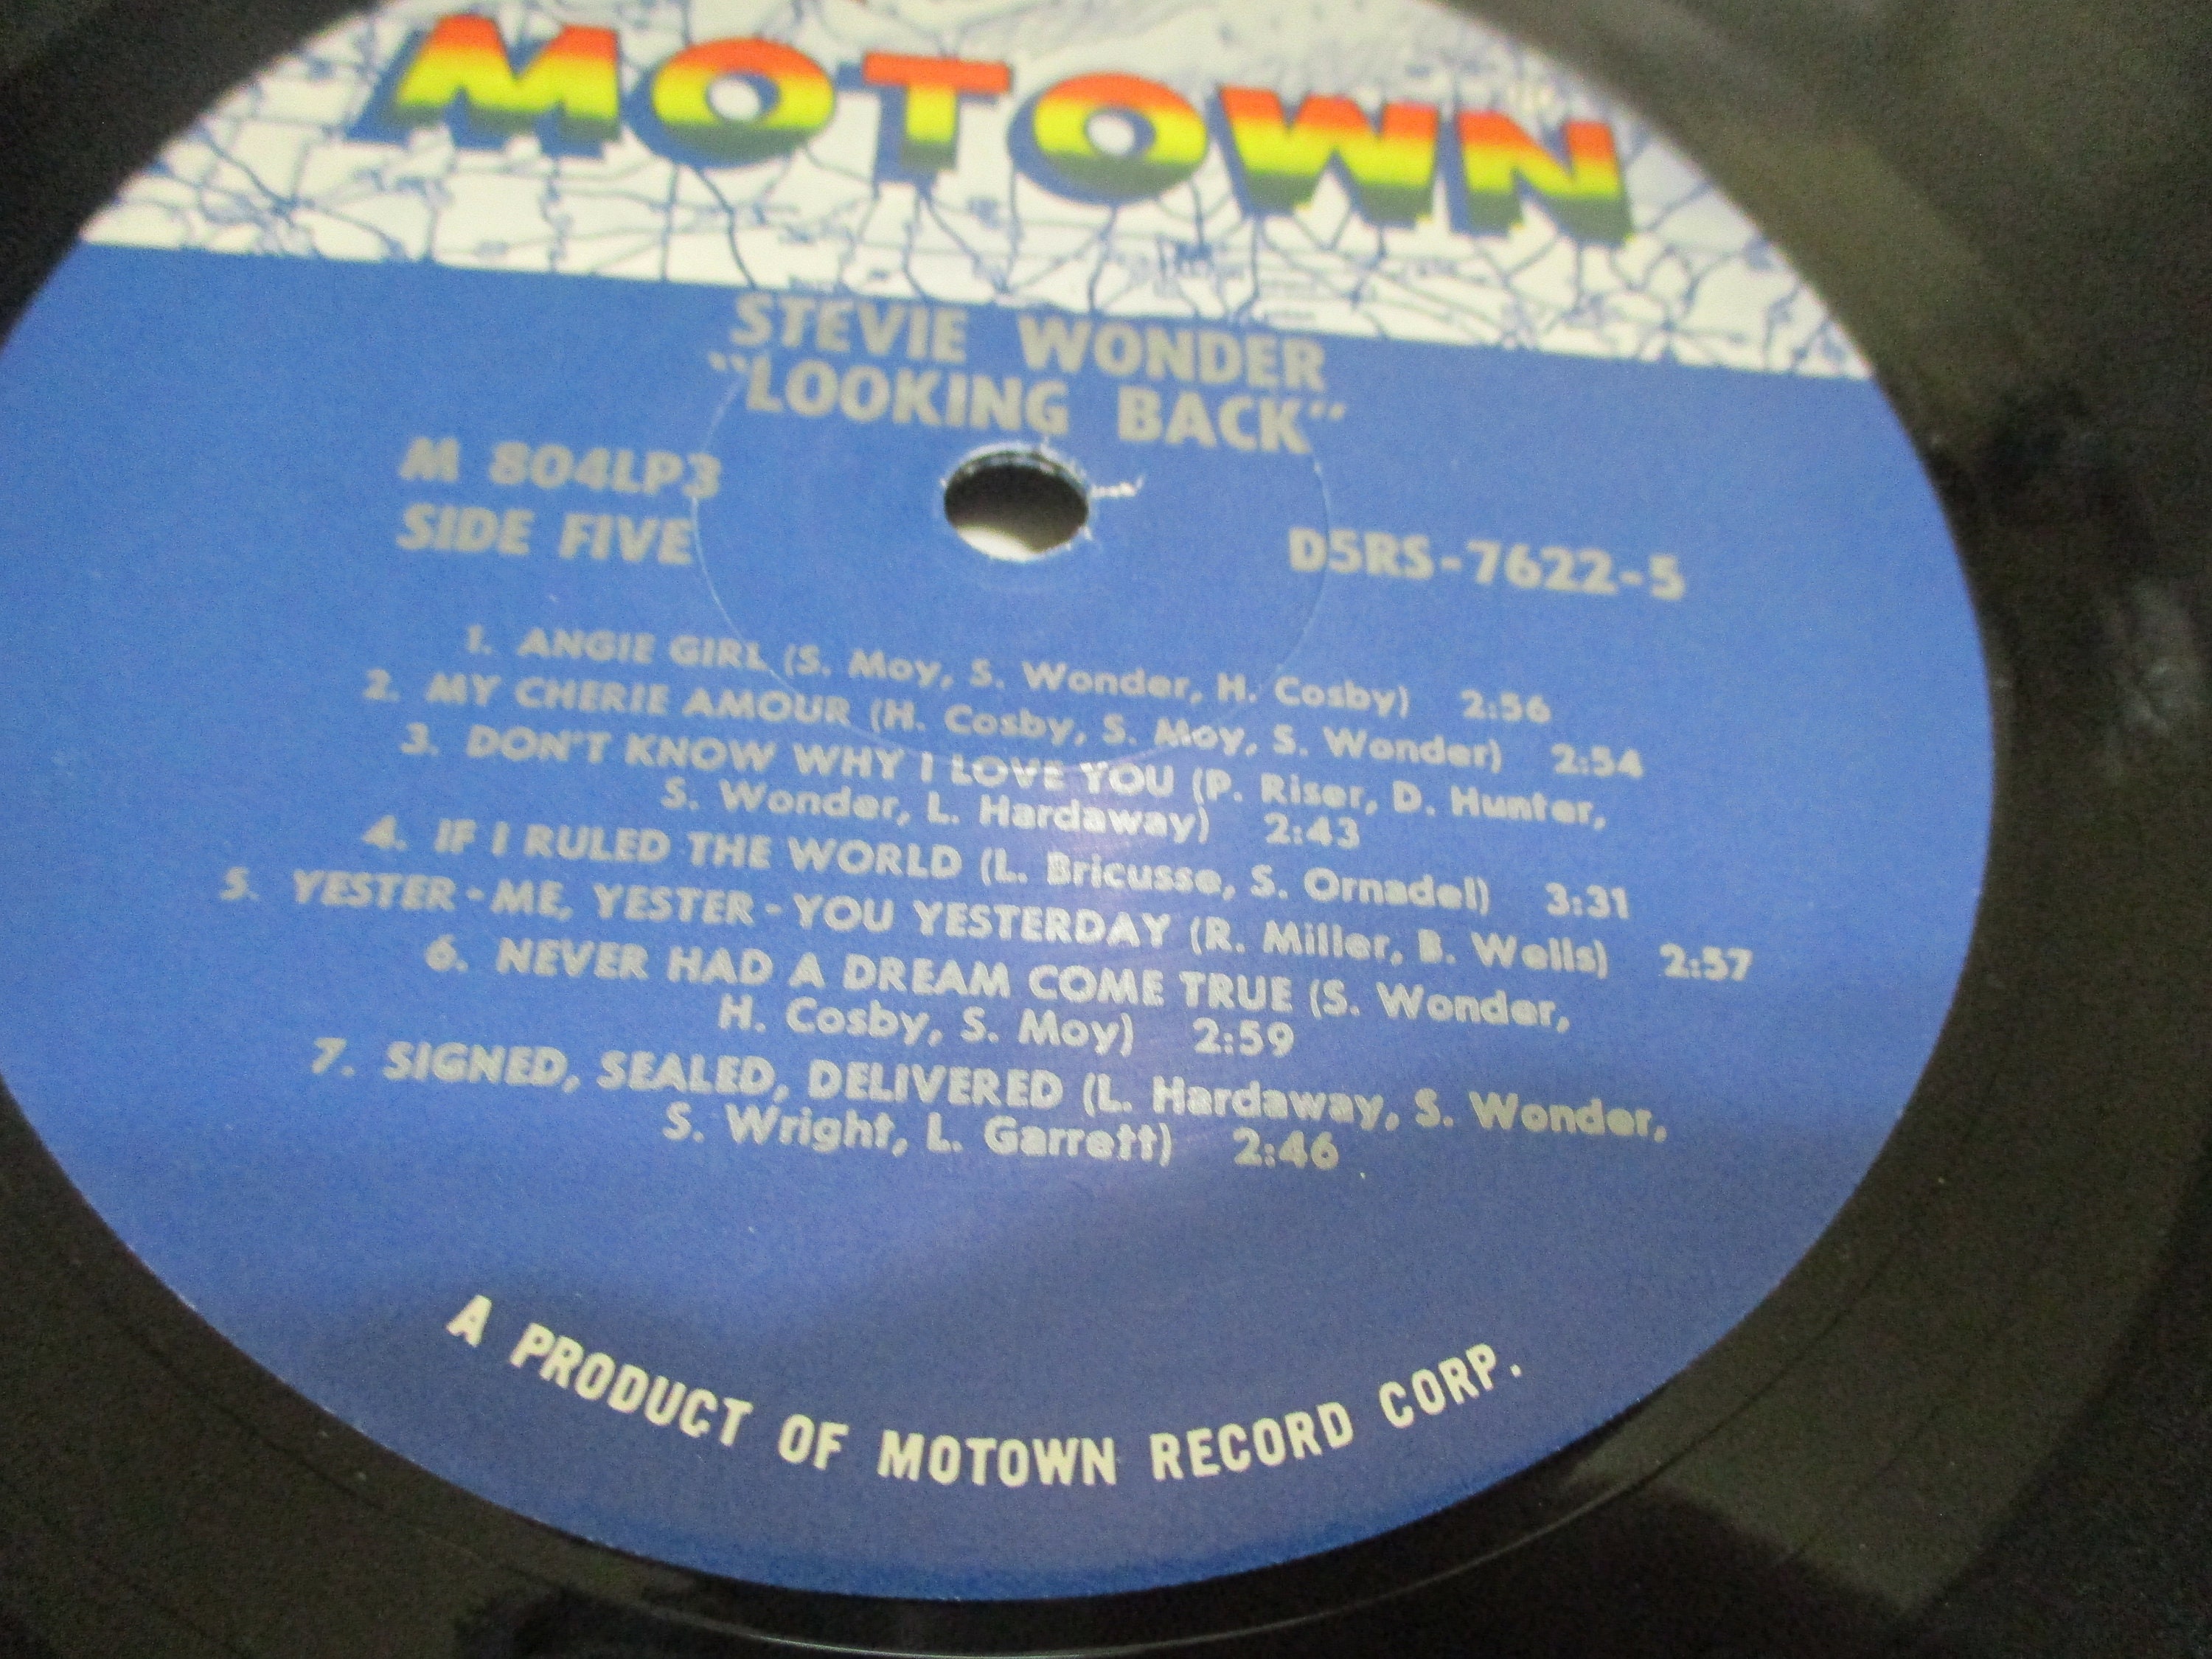 MOTOWN
STEVIE WONDER
"LOOKING BACK"
M 804LP3
SIDE FIVE
D5RS-7622-5
1. ANGIE GIRL (S. Moy, S. Wonder, H. Cosby) 2:56
2. MY CHERIE AMOUR (H. Cosby, S. Moy, S. Wonder) 2:54
3. DON'T KNOW WHY I LOVE YOU (P. Riser, D. Hunter,
S. Wonder, L. Hardaway) 2:43
4. IF I RULED THE WORLD (L. Bricusse, S. Ornadel) 3:31
5. YESTER-ME, YESTER-YOU YESTERDAY (R. Miller, B. Wells) 2:57
6. NEVER HAD A DREAM COME TRUE (S. Wonder,
H. Cosby, S. Moy) 2:59
7. SIGNED, SEALED, DELIVERED (L. Hardaway, S. Wonder,
S. Wright, L. Garrett) 2:46
A PRODUCT OF MOTOWN RECORD CORP.